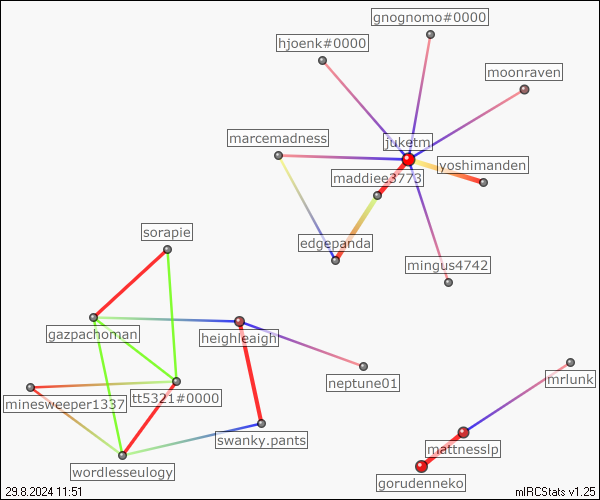 gnognomo#0000
hjoenk#0000
moonraven
marcemadness
juketm
yoshimanden
maddiee3773
sorapie
edgepanda
mingus4742
gazpachoman
heighleaigh
neptune01
mrlunk
minesweeper1337
tt5321#0000
swanky.pants
mattnesslp
wordlesseulogy
gorudenneko
29.8.2024 11:51
mIRCStats v1.25